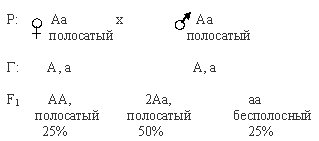 P: ♀ Aa x ♂ Aa
полосатый полосатый
Г: A, a A, a
F1 AA, 2Aa, aa
полосатый полосатый бесполосный
25% 50% 25%